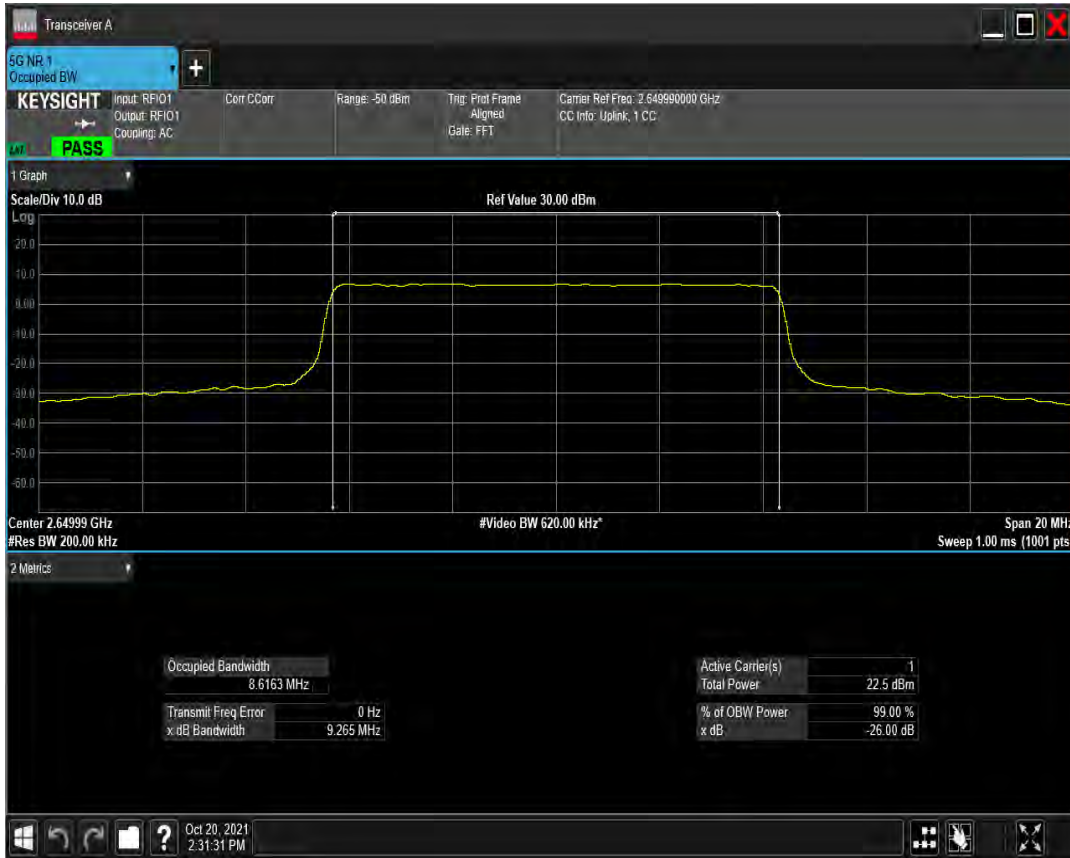 Transceiver A
5G NR 1
Occupied BW
+
KEYSIGHT
Input: RFIO1
Output: RFIO1
Coupling: AC
Corr CCorr
Range: -50 dBm
Trig: Prot Frame
Aligned
Gate: FFT
Carrier Ref Freq: 2.649990000 GHz
CC Info: Uplink, 1 CC
PASS
1 Graph
Scale/Div 10.0 dB
Ref Value 30.00 dBm
Log
20.0
10.0
0.00
-10.0
-20.0
-30.0
-40.0
-50.0
-60.0
Center 2.64999 GHz
#Video BW 620.00 kHz*
Span 20 MHz
#Res BW 200.00 kHz
Sweep 1.00 ms (1001 pts
2 Metrics
Occupied Bandwidth
8.6163 MHz
Transmit Freq Error 0 Hz
x dB Bandwidth 9.265 MHz
Active Carrier(s) 1
Total Power 22.5 dBm
% of OBW Power 99.00 %
x dB -26.00 dB
?
Oct 20, 2021
2:31:31 PM